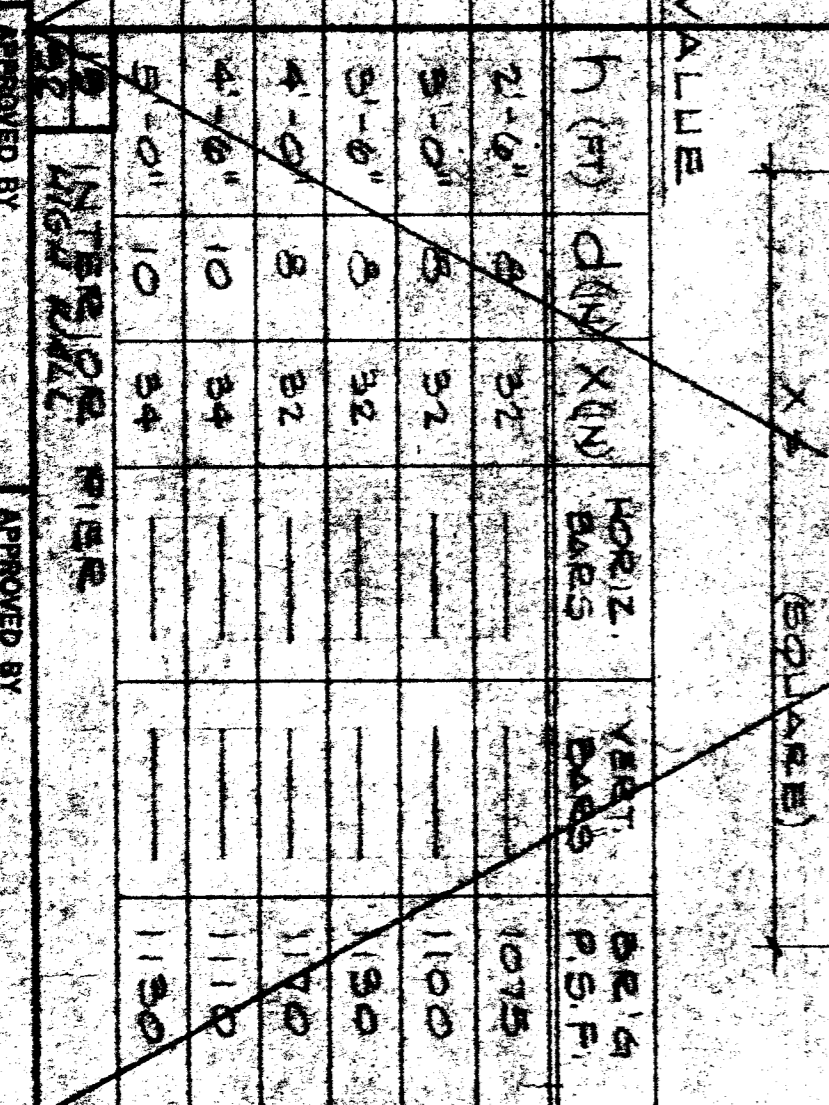 VALUE
X
(SQUARE)
h (FT) d (IN) X (IN) HORIZ. BARS VERT. BARS BR'G P.S.F.
2'-6" 8 32 — — 1075
3'-0" 8 32 — — 1100
3'-6" 8 32 — — 1130
4'-0" 8 32 — — 1170
4'-6" 10 34 — — 1110
5'-0" 10 34 — — 1130
INTERIOR PIER
HIGH WALL
APPROVED BY
APPROVED BY